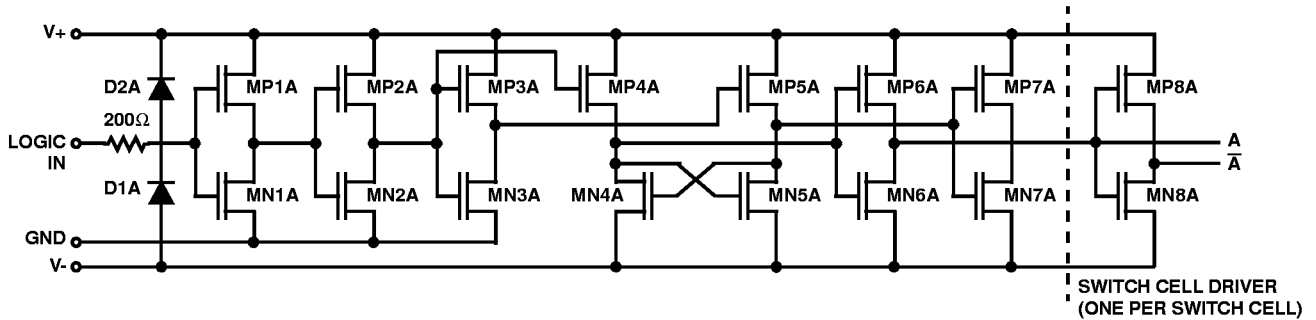 V+
D2A
MP1A
MP2A
MP3A
MP4A
MP5A
MP6A
MP7A
MP8A
200Ω
LOGIC
IN
A
A̅
D1A
MN1A
MN2A
MN3A
MN4A
MN5A
MN6A
MN7A
MN8A
GND
V-
SWITCH CELL DRIVER
(ONE PER SWITCH CELL)